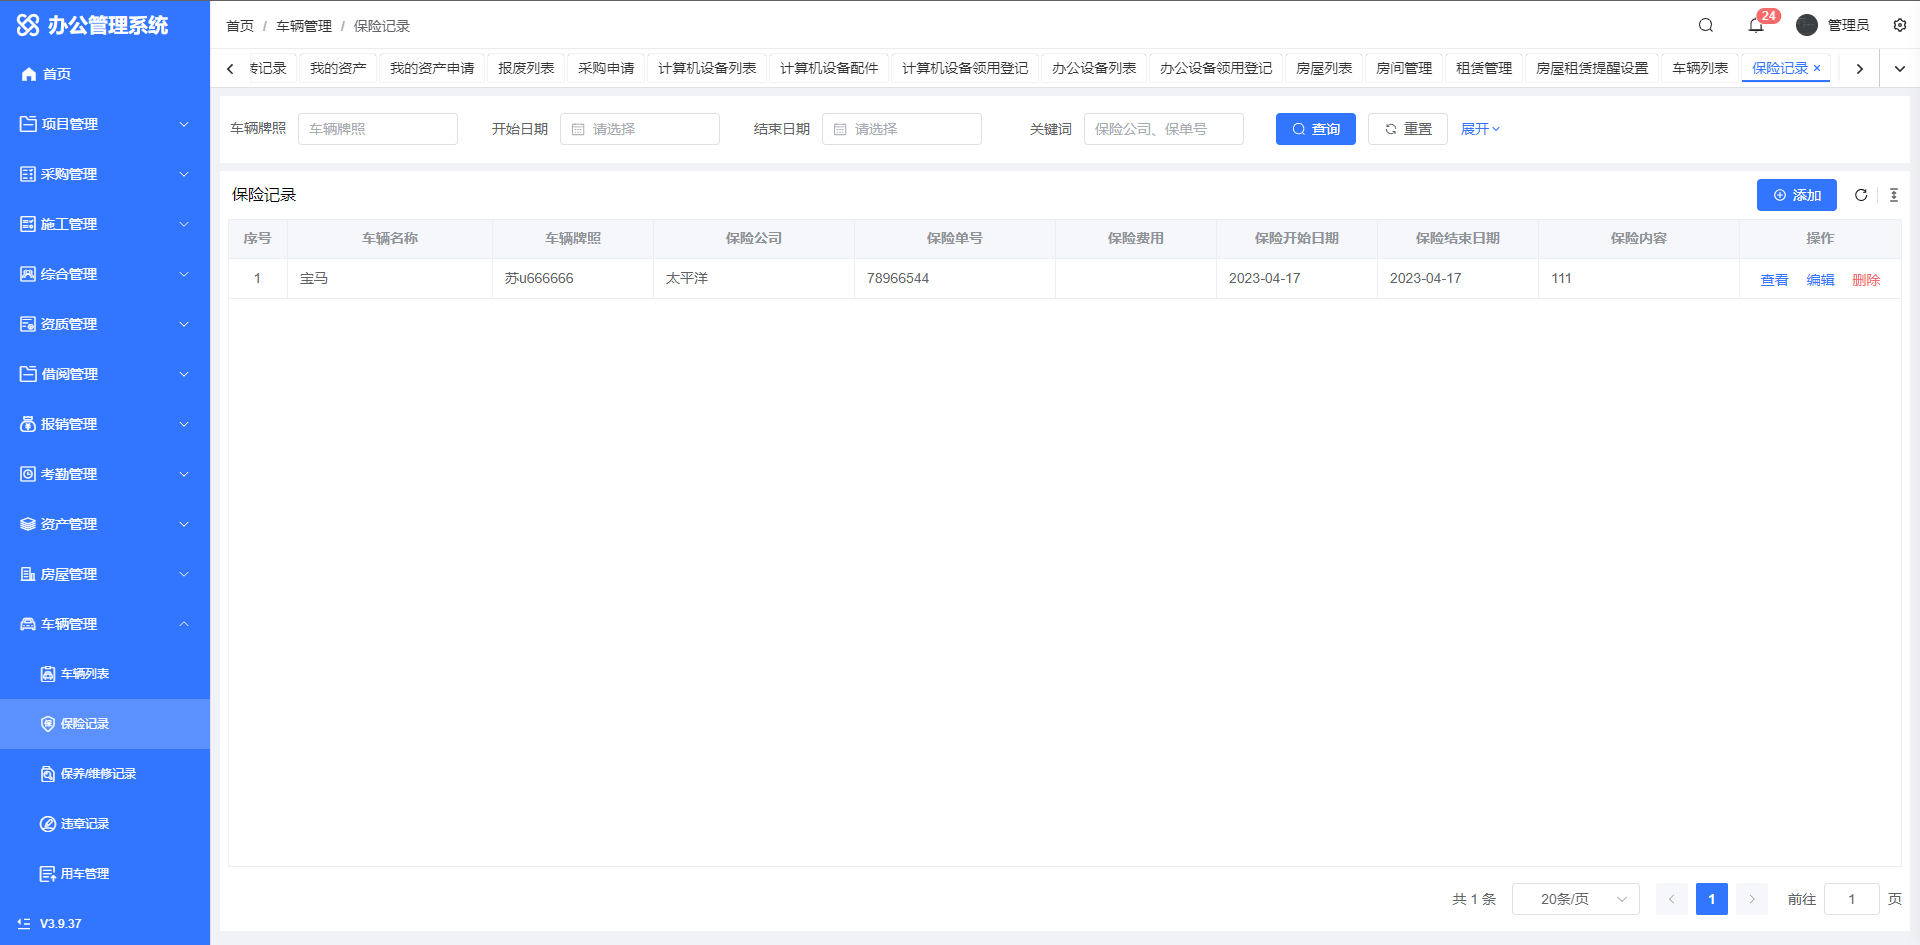 办公管理系统
首页
项目管理
采购管理
施工管理
综合管理
资质管理
借阅管理
报销管理
考勤管理
资产管理
房屋管理
车辆管理
车辆列表
保险记录
保养/维修记录
违章记录
用车管理
V3.9.37
首页 / 车辆管理 / 保险记录
24 管理员
记录 我的资产 我的资产申请 报废列表 采购申请 计算机设备列表 计算机设备配件 计算机设备领用登记 办公设备列表 办公设备领用登记 房屋列表 房间管理 租赁管理 房屋租赁提醒设置 车辆列表 保险记录 ×
车辆牌照 车辆牌照 开始日期 请选择 结束日期 请选择 关键词 保险公司、保单号 查询 重置 展开
保险记录 添加
序号 车辆名称 车辆牌照 保险公司 保险单号 保险费用 保险开始日期 保险结束日期 保险内容 操作
1 宝马 苏u666666 太平洋 78966544 2023-04-17 2023-04-17 111 查看 编辑 删除
共 1 条 20条/页 1 前往 1 页